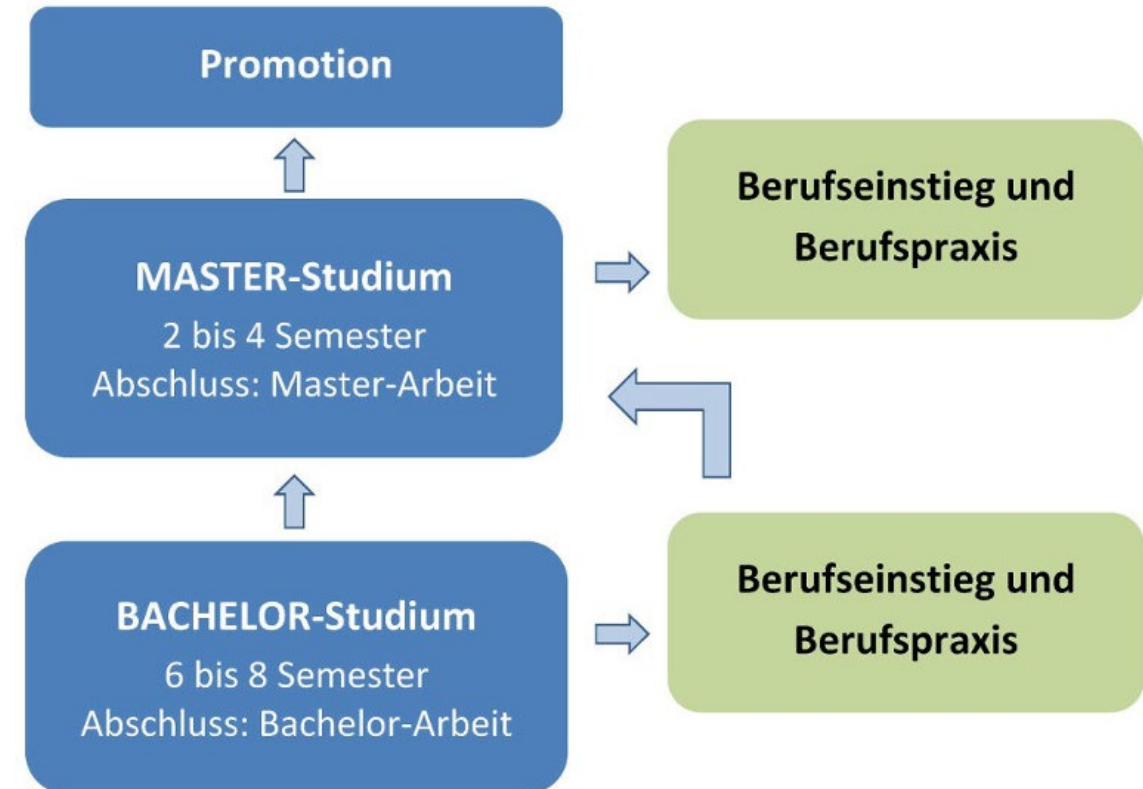 Promotion
MASTER-Studium
2 bis 4 Semester
Abschluss: Master-Arbeit
Berufseinstieg und
Berufspraxis
BACHELOR-Studium
6 bis 8 Semester
Abschluss: Bachelor-Arbeit
Berufseinstieg und
Berufspraxis